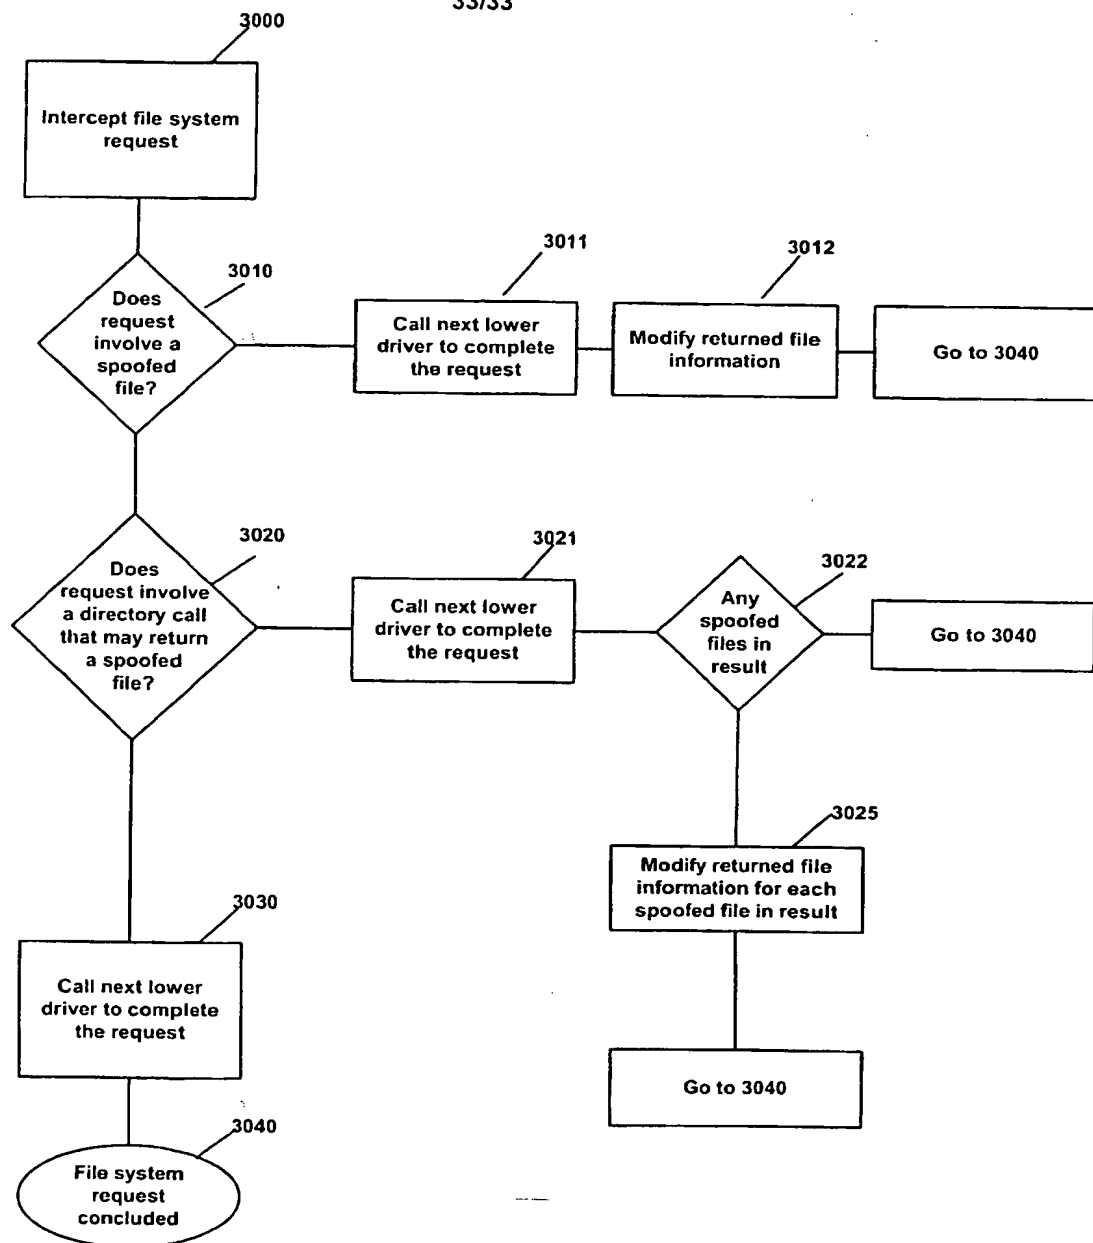 33/33
3000
Intercept file system
request
3010
Does
request
involve a
spoofed
file?
3011
Call next lower
driver to complete
the request
3012
Modify returned file
information
Go to 3040
3020
Does
request involve
a directory call
that may return
a spoofed
file?
3021
Call next lower
driver to complete
the request
3022
Any
spoofed
files in
result
Go to 3040
3025
Modify returned file
information for each
spoofed file in result
Go to 3040
3030
Call next lower
driver to complete
the request
3040
File system
request
concluded